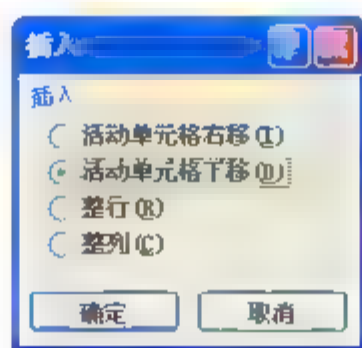 插入
插入
活动单元格右移(I)
活动单元格下移(D)
整行(R)
整列(C)
确定
取消